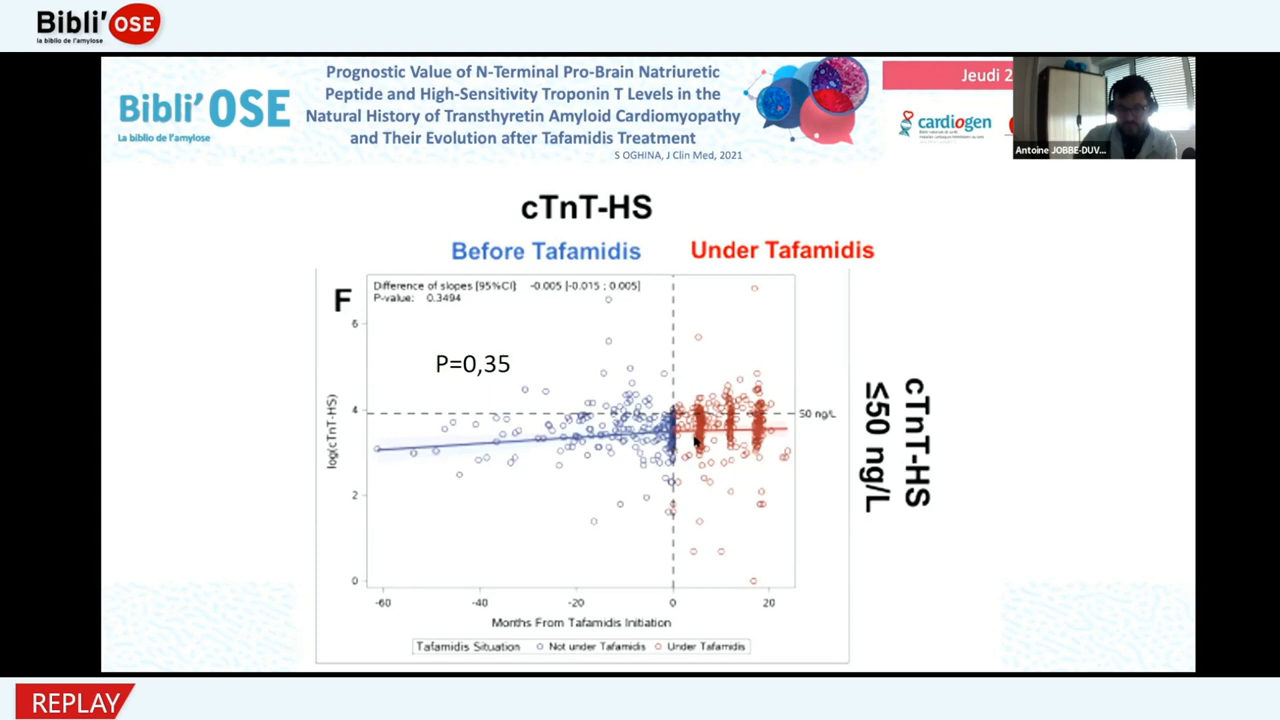 Bibli'OSE
la biblio de l'amylose
Bibli'OSE
La biblio de l'amylose
Prognostic Value of N-Terminal Pro-Brain Natriuretic
Peptide and High-Sensitivity Troponin T Levels in the
Natural History of Transthyretin Amyloid Cardiomyopathy
and Their Evolution after Tafamidis Treatment
S OGHINA, J Clin Med, 2021
Jeudi 2
cardiogen
Antoine JOBBE-DUV...
cTnT-HS
Before Tafamidis
Under Tafamidis
F
Difference of slopes [95%CI] -0.005 [-0.015 ; 0.005]
P-value: 0.3494
P=0,35
6
4
2
0
log(cTnT-HS)
50 ng/L
cTnT-HS
≤50 ng/L
-60 -40 -20 0 20
Months From Tafamidis Initiation
Tafamidis Situation Not under Tafamidis Under Tafamidis
REPLAY